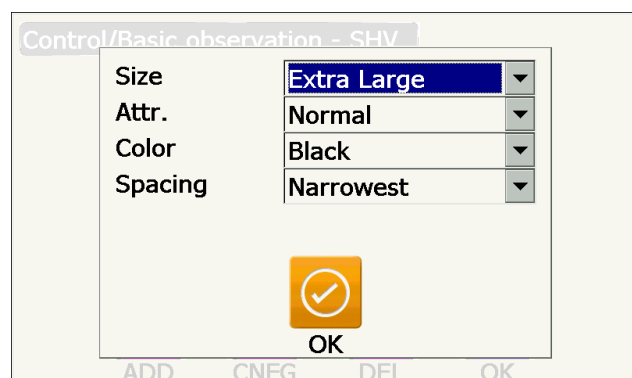 Control/Basic observation - SHV
Size Extra Large
Attr. Normal
Color Black
Spacing Narrowest
OK
ADD CNFG DEL OK